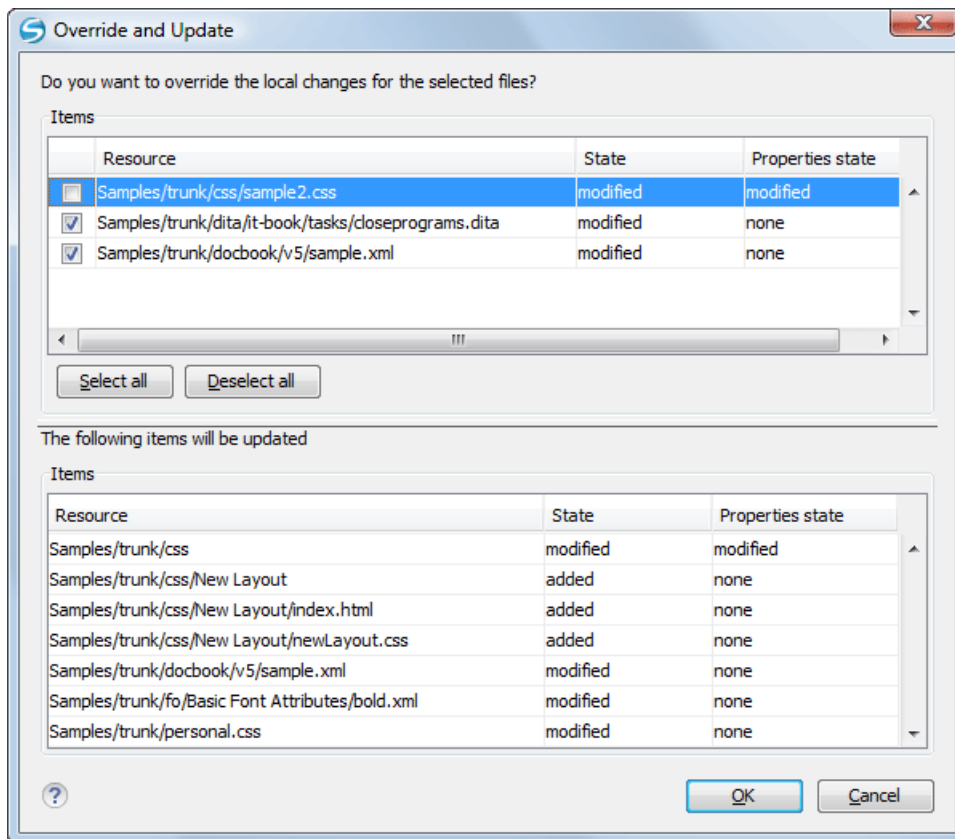 Override and Update
Do you want to override the local changes for the selected files?
Items
Resource State Properties state
Samples/trunk/css/sample2.css modified modified
Samples/trunk/dita/it-book/tasks/closeprograms.dita modified none
Samples/trunk/docbook/v5/sample.xml modified none
Select all Deselect all
The following items will be updated
Items
Resource State Properties state
Samples/trunk/css modified modified
Samples/trunk/css/New Layout added none
Samples/trunk/css/New Layout/index.html added none
Samples/trunk/css/New Layout/newLayout.css added none
Samples/trunk/docbook/v5/sample.xml modified none
Samples/trunk/fo/Basic Font Attributes/bold.xml modified none
Samples/trunk/personal.css modified none
? OK Cancel